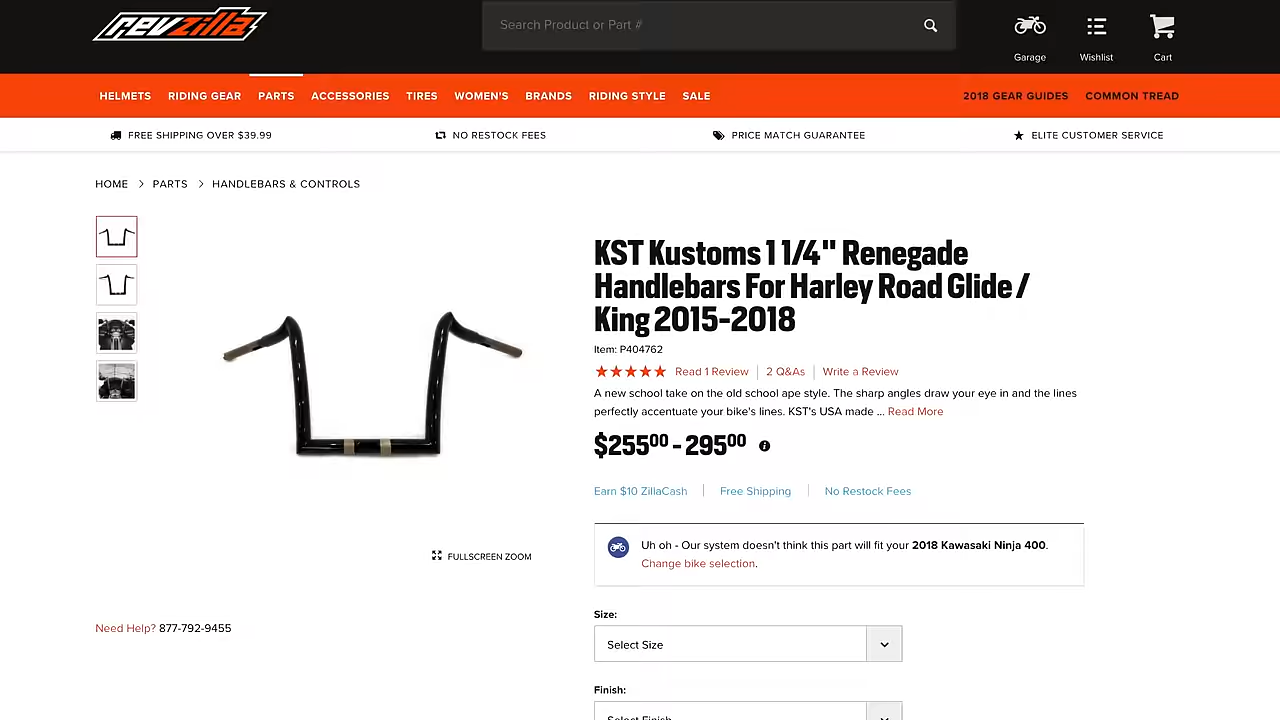 REVZILLA
Search Product or Part #
Garage
Wishlist
Cart
HELMETS
RIDING GEAR
PARTS
ACCESSORIES
TIRES
WOMEN'S
BRANDS
RIDING STYLE
SALE
2018 GEAR GUIDES
COMMON TREAD
FREE SHIPPING OVER $39.99
NO RESTOCK FEES
PRICE MATCH GUARANTEE
ELITE CUSTOMER SERVICE
HOME > PARTS > HANDLEBARS & CONTROLS
KST Kustoms 1 1/4" Renegade
Handlebars For Harley Road Glide /
King 2015-2018
Item: P404762
Read 1 Review
2 Q&As
Write a Review
A new school take on the old school ape style. The sharp angles draw your eye in and the lines
perfectly accentuate your bike's lines. KST's USA made ... Read More
$25500 - 29500
Earn $10 ZillaCash
Free Shipping
No Restock Fees
FULLSCREEN ZOOM
Uh oh - Our system doesn't think this part will fit your 2018 Kawasaki Ninja 400.
Change bike selection.
Need Help? 877-792-9455
Size:
Select Size
Finish:
Select Finish